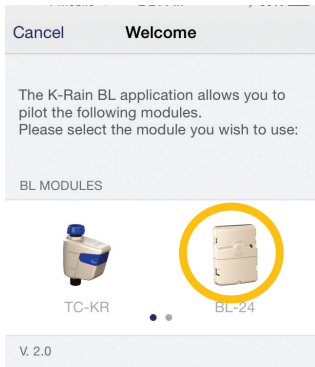 Cancel Welcome
The K-Rain BL application allows you to
pilot the following modules.
Please select the module you wish to use:
BL MODULES
TC-KR BL-24
V. 2.0